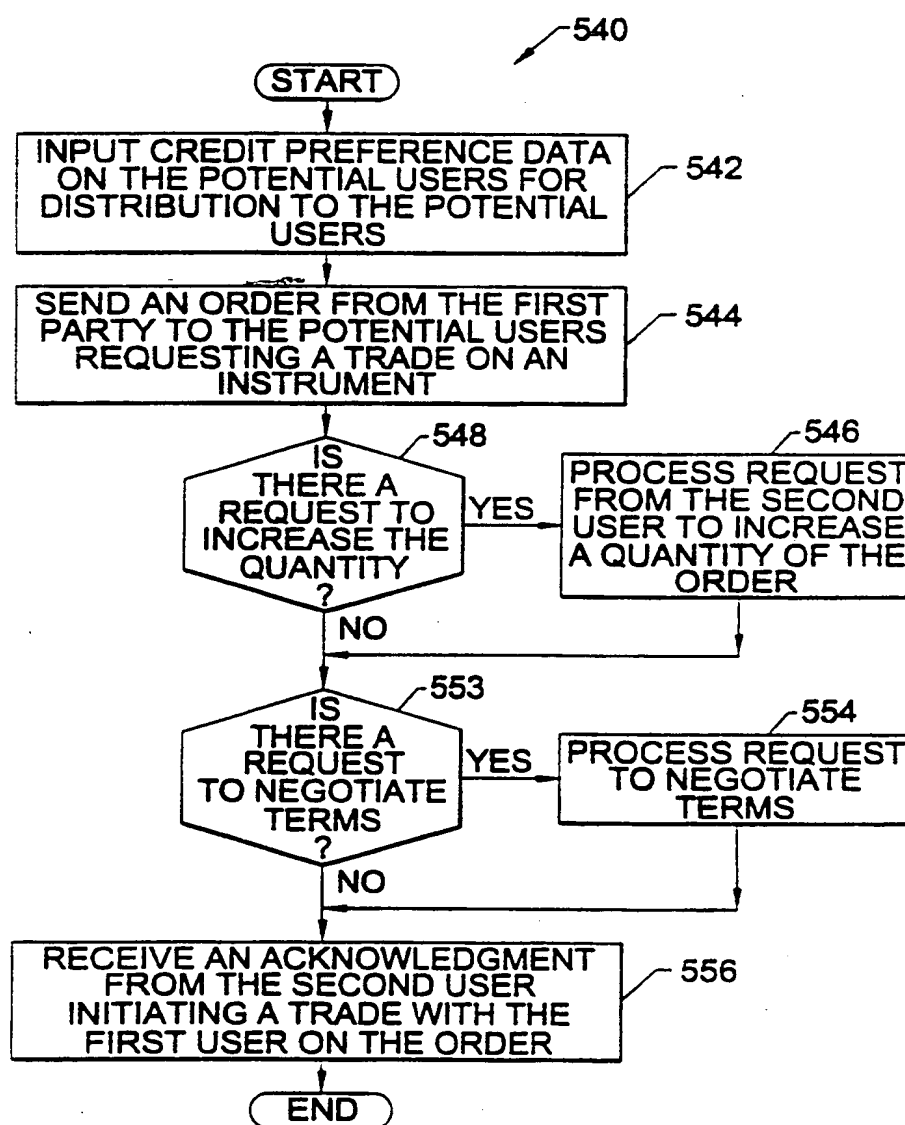 540
START
INPUT CREDIT PREFERENCE DATA
ON THE POTENTIAL USERS FOR
DISTRIBUTION TO THE POTENTIAL
USERS
542
SEND AN ORDER FROM THE FIRST
PARTY TO THE POTENTIAL USERS
REQUESTING A TRADE ON AN
INSTRUMENT
544
548
IS
THERE A
REQUEST TO
INCREASE THE
QUANTITY
?
YES
546
PROCESS REQUEST
FROM THE SECOND
USER TO INCREASE
A QUANTITY OF THE
ORDER
NO
553
IS
THERE A
REQUEST
TO NEGOTIATE
TERMS
?
YES
554
PROCESS REQUEST
TO NEGOTIATE
TERMS
NO
RECEIVE AN ACKNOWLEDGMENT
FROM THE SECOND USER
INITIATING A TRADE WITH THE
FIRST USER ON THE ORDER
556
END